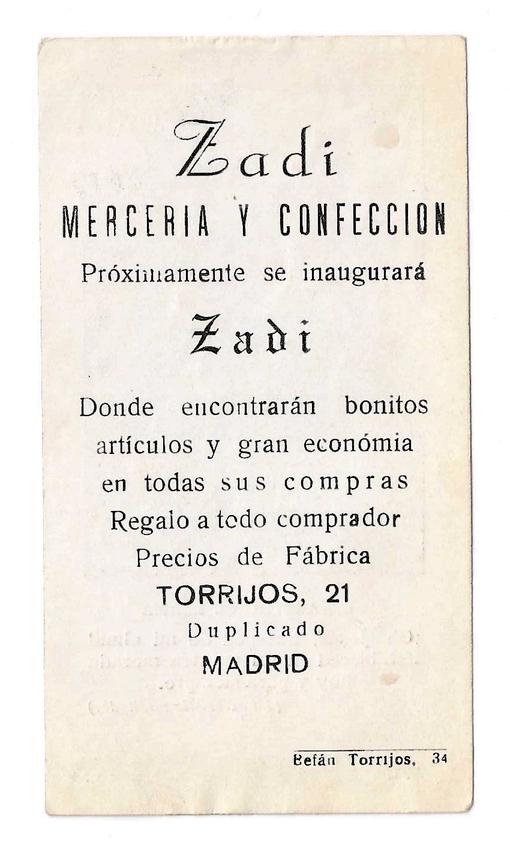 Zadi
MERCERIA Y CONFECCION
Próximamente se inaugurará
Zadi
Donde encontrarán bonitos
artículos y gran económia
en todas sus compras
Regalo a todo comprador
Precios de Fábrica
TORRIJOS, 21
Duplicado
MADRID
Befán Torrijos, 34